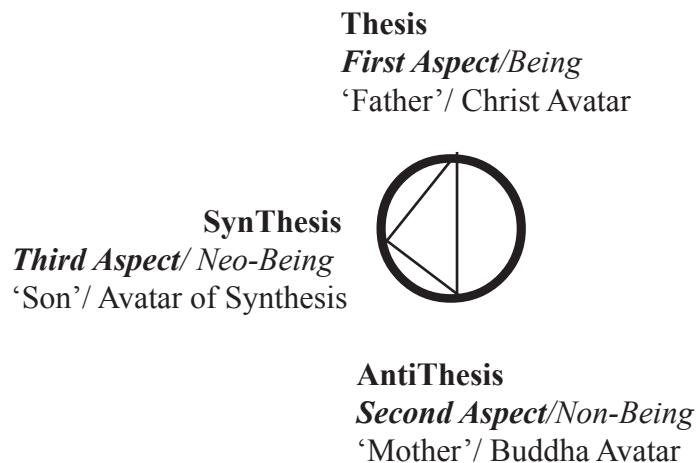 Thesis
First Aspect/Being
‘Father’/ Christ Avatar
SynThesis
Third Aspect/ Neo-Being
‘Son’/ Avatar of Synthesis
AntiThesis
Second Aspect/Non-Being
‘Mother’/ Buddha Avatar